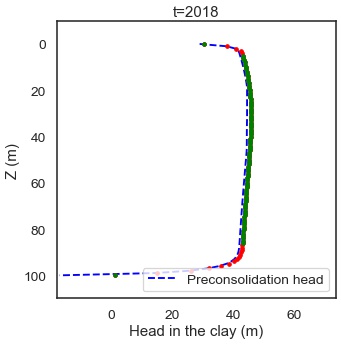 t=2018
0
20
40
60
80
100
Z (m)
Preconsolidation head
0 20 40 60
Head in the clay (m)